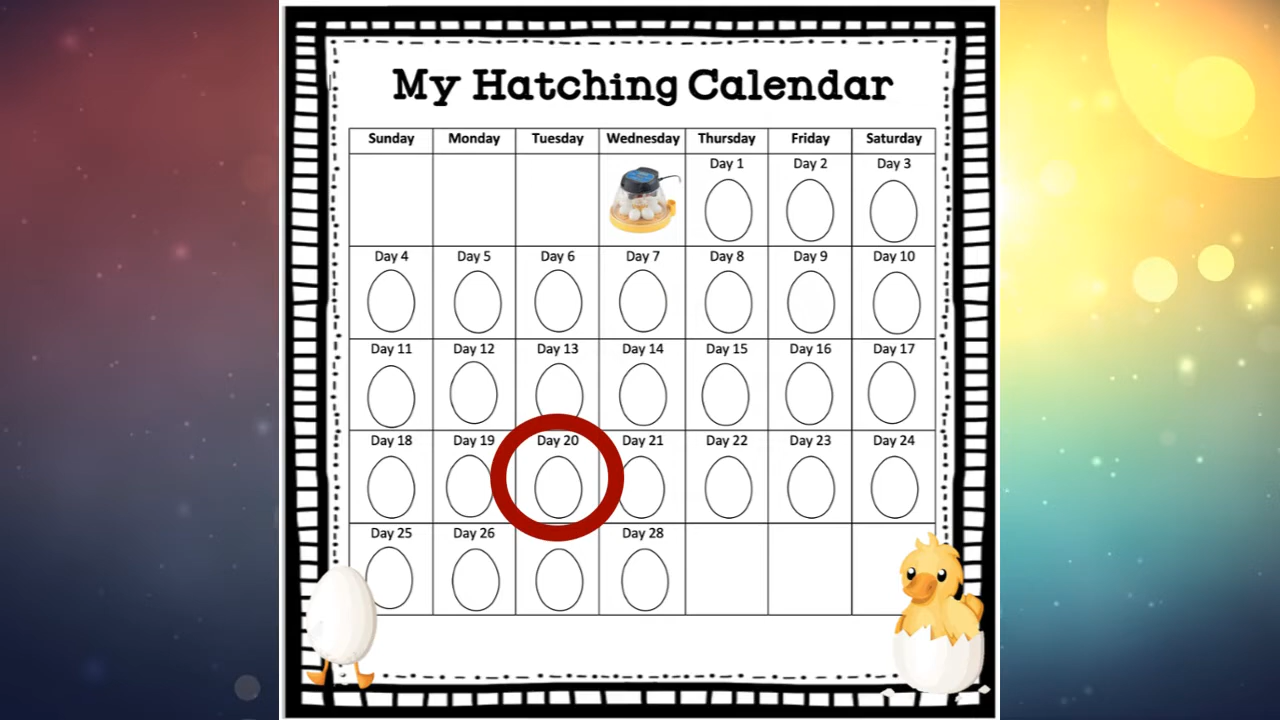 My Hatching Calendar
Sunday Monday Tuesday Wednesday Thursday Friday Saturday
Day 1 Day 2 Day 3
Day 4 Day 5 Day 6 Day 7 Day 8 Day 9 Day 10
Day 11 Day 12 Day 13 Day 14 Day 15 Day 16 Day 17
Day 18 Day 19 Day 20 Day 21 Day 22 Day 23 Day 24
Day 25 Day 26 Day 28